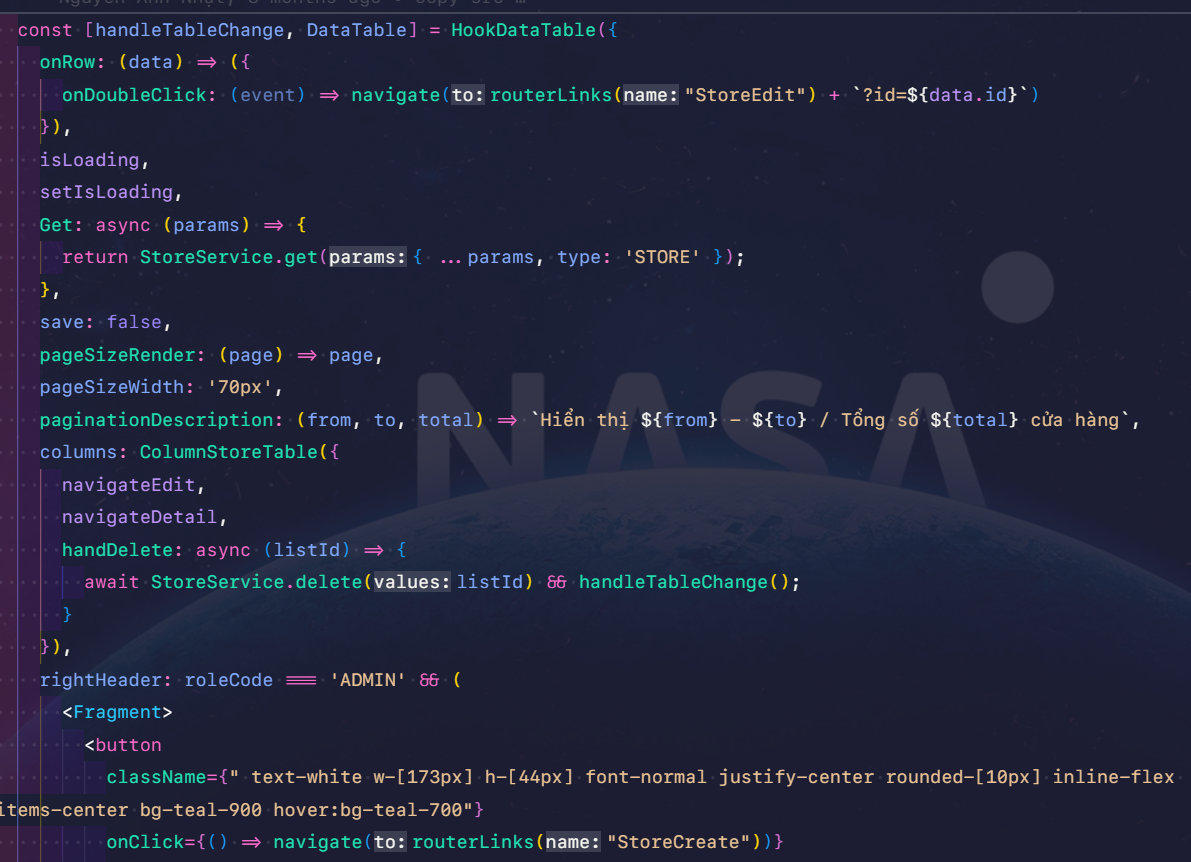 const [handleTableChange, DataTable] = HookDataTable({
onRow: (data) => ({
onDoubleClick: (event) => navigate(to: routerLinks(name: "StoreEdit") + `?id=${data.id}`)
}),
isLoading,
setIsLoading,
Get: async (params) => {
return StoreService.get(params: { ...params, type: 'STORE' });
},
save: false,
pageSizeRender: (page) => page,
pageSizeWidth: '70px',
paginationDescription: (from, to, total) => `Hiển thị ${from} - ${to} / Tổng số ${total} cửa hàng`,
columns: ColumnStoreTable({
navigateEdit,
navigateDetail,
handDelete: async (listId) => {
await StoreService.delete(values: listId) && handleTableChange();
}
}),
rightHeader: roleCode === 'ADMIN' && (
<Fragment>
<button
className={" text-white w-[173px] h-[44px] font-normal justify-center rounded-[10px] inline-flex
items-center bg-teal-900 hover:bg-teal-700"}
onClick={() => navigate(to: routerLinks(name: "StoreCreate"))}
NASA